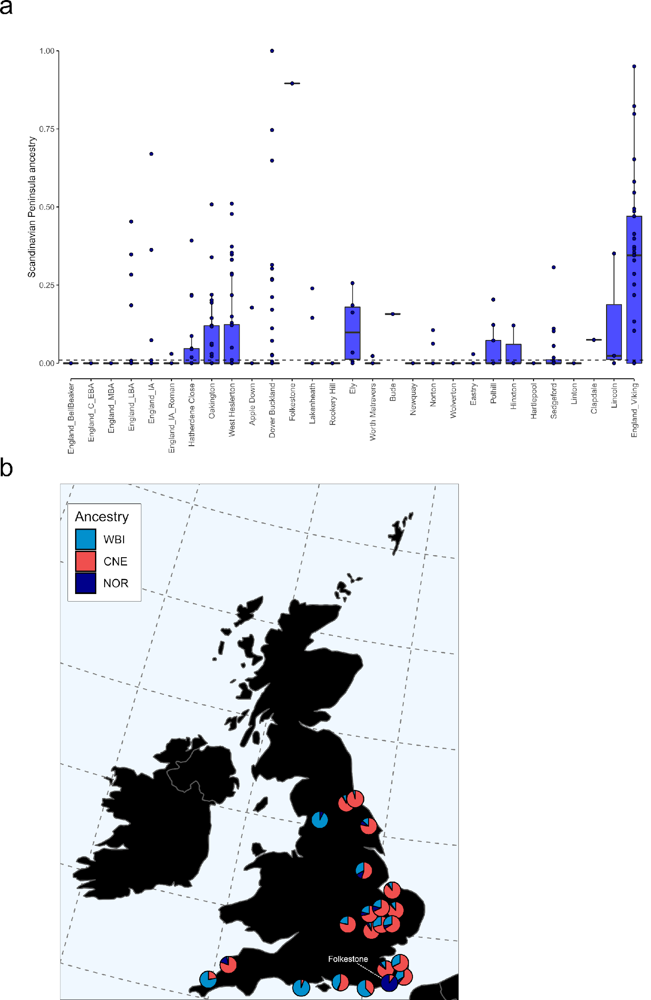 a
Scandinavian Peninsula ancestry
1.00
0.75
0.50
0.25
0.00
England_BellBeaker
England_C_EBA
England_MBA
England_LBA
England_IA
England_IA_Roman
Hatherdene Close
Oakington
West Heslerton
Apple Down
Dover Buckland
Folkestone
Lakenheath
Rookery Hill
Ely
Worth Matravers
Bude
Newquay
Norton
Wolverton
Eastry
Polhill
Hinxton
Hartlepool
Sedgeford
Linton
Clapdale
Lincoln
England_Viking
b
Ancestry
WBI
CNE
NOR
Folkestone